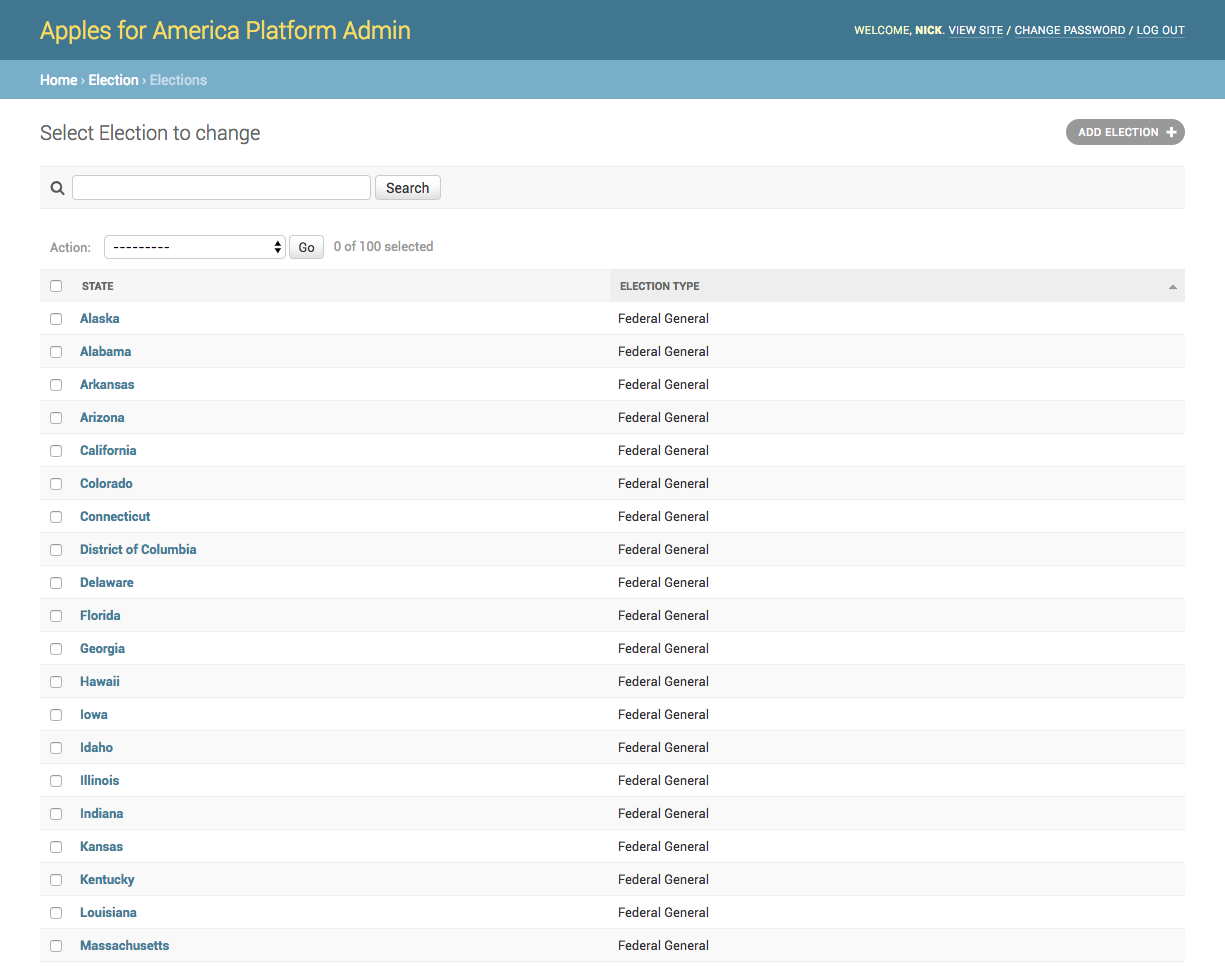 Apples for America Platform Admin
WELCOME, NICK. VIEW SITE / CHANGE PASSWORD / LOG OUT
Home › Election › Elections
Select Election to change
ADD ELECTION +
Search
Action: --------- Go 0 of 100 selected
STATE ELECTION TYPE
Alaska Federal General
Alabama Federal General
Arkansas Federal General
Arizona Federal General
California Federal General
Colorado Federal General
Connecticut Federal General
District of Columbia Federal General
Delaware Federal General
Florida Federal General
Georgia Federal General
Hawaii Federal General
Iowa Federal General
Idaho Federal General
Illinois Federal General
Indiana Federal General
Kansas Federal General
Kentucky Federal General
Louisiana Federal General
Massachusetts Federal General